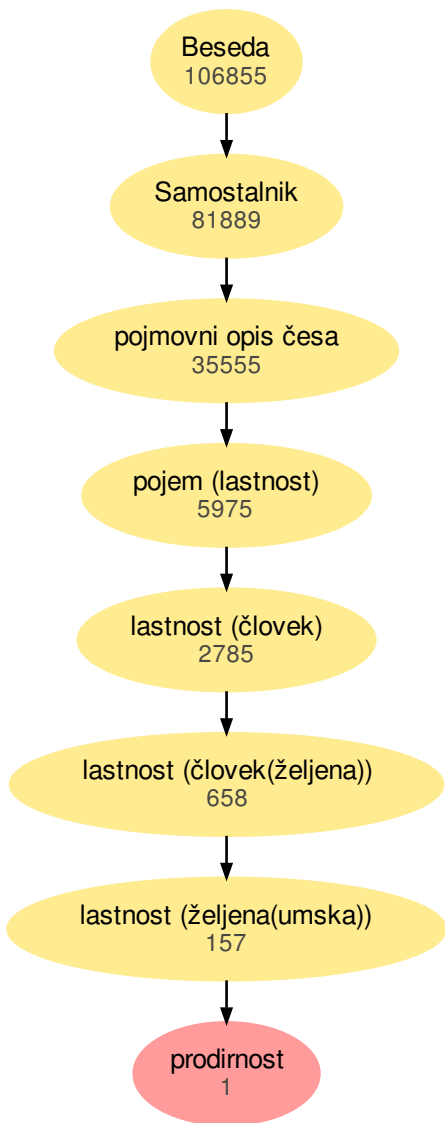 Beseda
106855
Samostalnik
81889
pojmovni opis česa
35555
pojem (lastnost)
5975
lastnost (človek)
2785
lastnost (človek(željena))
658
lastnost (željena(umska))
157
prodirnost
1